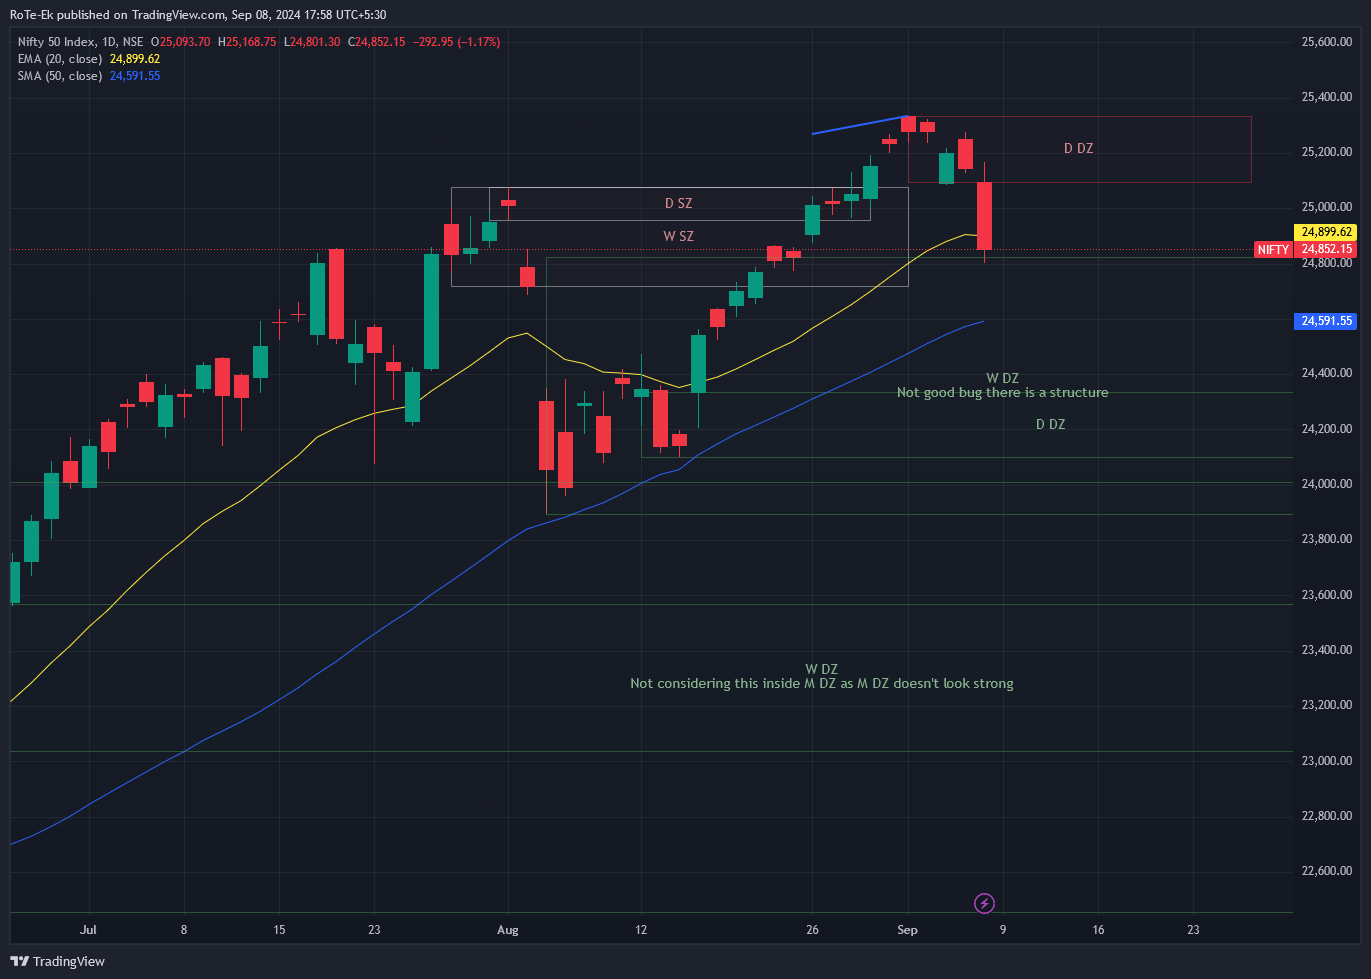 RoTe-Ek published on TradingView.com, Sep 08, 2024 17:58 UTC+5:30
Nifty 50 Index, 1D, NSE O25,093.70 H25,168.75 L24,801.30 C24,852.15 −292.95 (−1.17%)
EMA (20, close) 24,899.62
SMA (50, close) 24,591.55
25,600.00
25,400.00
D DZ
25,200.00
D SZ
25,000.00
W SZ
24,899.62
NIFTY 24,852.15
24,800.00
24,591.55
24,400.00
W DZ
Not good bug there is a structure
D DZ
24,200.00
24,000.00
23,800.00
23,600.00
23,400.00
W DZ
Not considering this inside M DZ as M DZ doesn't look strong
23,200.00
23,000.00
22,800.00
22,600.00
Jul 8 15 23 Aug 12 26 Sep 9 16 23
TradingView